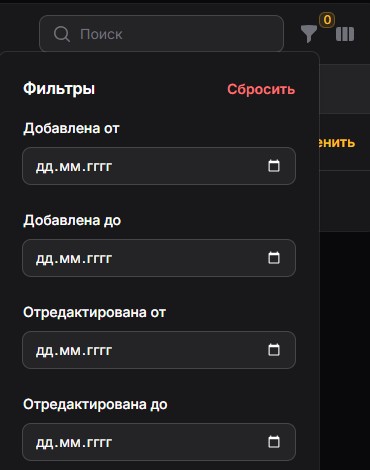 Поиск
0
Фильтры
Сбросить
Добавлена от
дд.мм.гггг
енить
Добавлена до
дд.мм.гггг
Отредактирована от
дд.мм.гггг
Отредактирована до
дд.мм.гггг